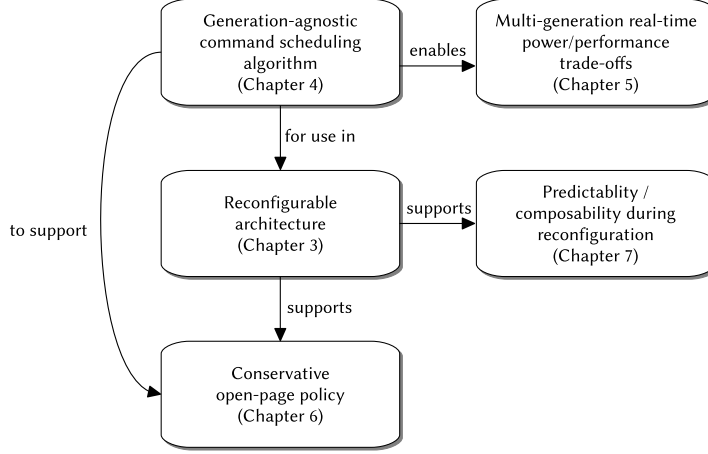 Generation-agnostic
command scheduling
algorithm
(Chapter 4)
enables
Multi-generation real-time
power/performance
trade-offs
(Chapter 5)
for use in
to support
Reconfigurable
architecture
(Chapter 3)
supports
Predictablity /
composability during
reconfiguration
(Chapter 7)
supports
Conservative
open-page policy
(Chapter 6)